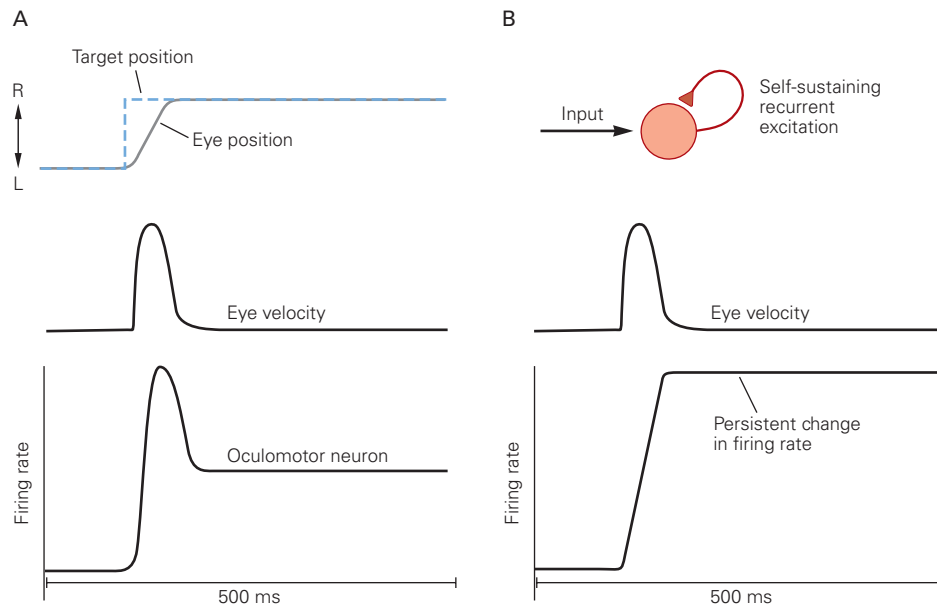 A
Target position
R
L
Eye position
Eye velocity
Firing rate
Oculomotor neuron
500 ms
B
Input
Self-sustaining
recurrent
excitation
Eye velocity
Firing rate
Persistent change
in firing rate
500 ms